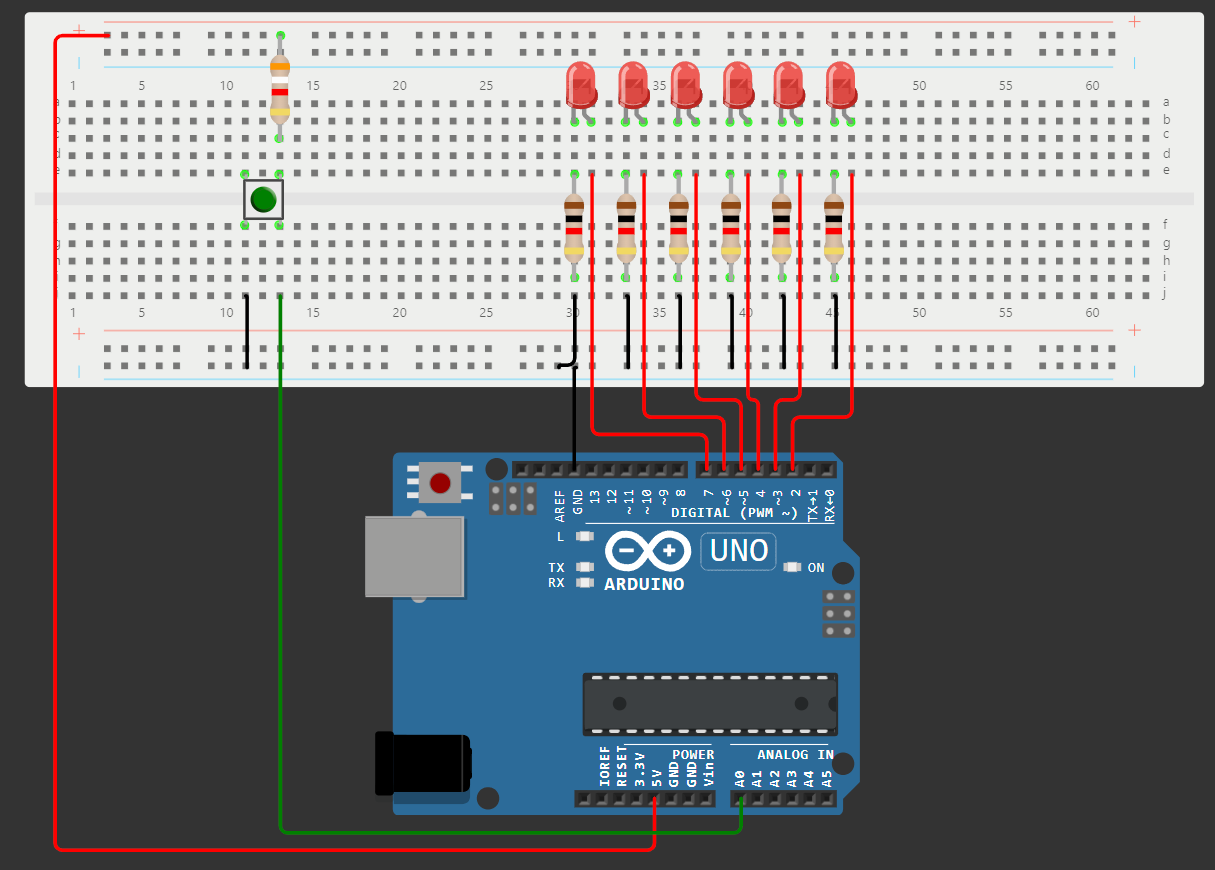 + +
1 5 10 15 20 25 35 50 55 60
a a
b b
c c
d d
e e
f
g g
h h
i i
j
1 5 10 15 20 25 30 35 40 45 50 55 60
+ +
AREF GND 13 12 ~11 ~10 ~9 8 7 ~6 ~5 4 ~3 2 TX→1 RX←0
DIGITAL (PWM ~)
L
UNO
TX ON
RX ARDUINO
POWER ANALOG IN
IOREF RESET 3.3V 5V GND GND Vin A0 A1 A2 A3 A4 A5